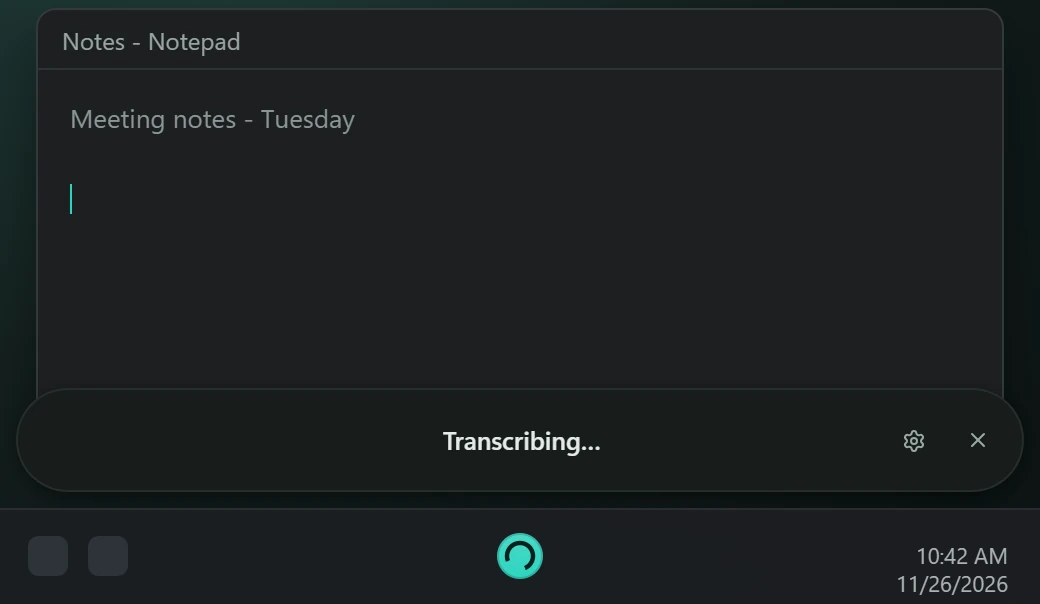 Notes - Notepad
Meeting notes - Tuesday
Transcribing...
10:42 AM
11/26/2026